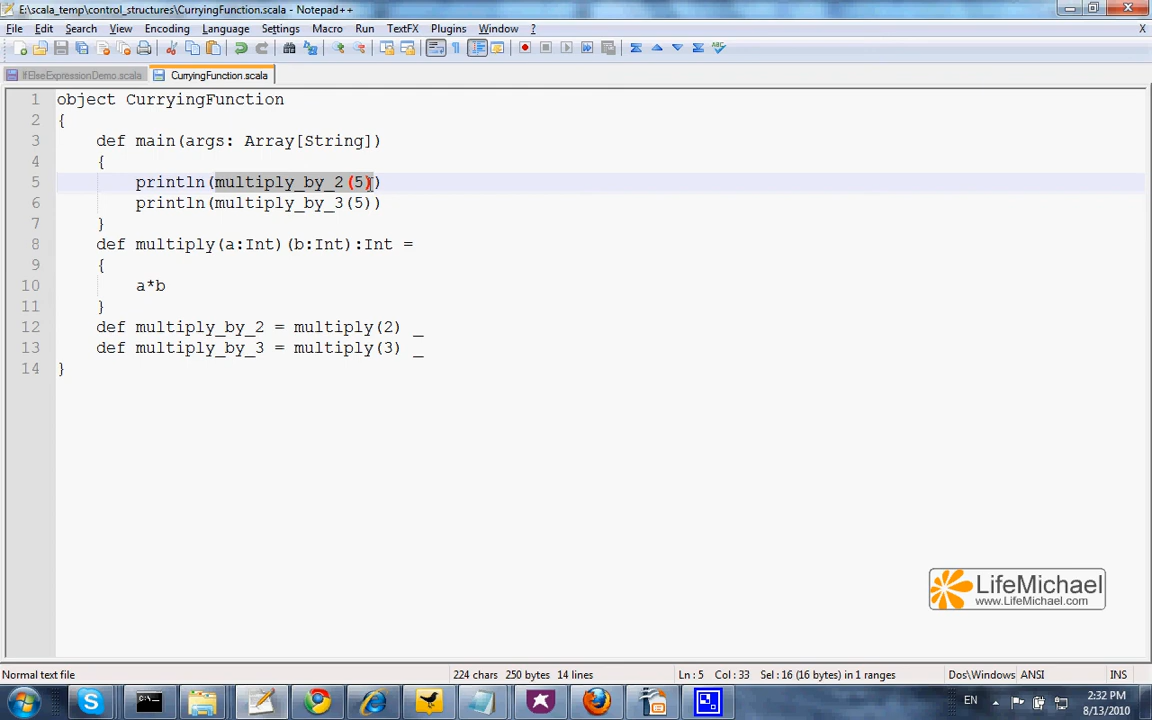 E:\scala_temp\control_structures\CurryingFunction.scala - Notepad++
File Edit Search View Encoding Language Settings Macro Run TextFX Plugins Window ? X
IfElseExpressionDemo.scala CurryingFunction.scala
1 object CurryingFunction
2 {
3 def main(args: Array[String])
4 {
5 println(multiply_by_2(5))
6 println(multiply_by_3(5))
7 }
8 def multiply(a:Int)(b:Int):Int =
9 {
10 a*b
11 }
12 def multiply_by_2 = multiply(2) _
13 def multiply_by_3 = multiply(3) _
14 }
LifeMichael
www.LifeMichael.com
Normal text file 224 chars 250 bytes 14 lines Ln : 5 Col : 33 Sel : 16 (16 bytes) in 1 ranges Dos\Windows ANSI INS
EN 2:32 PM
8/13/2010